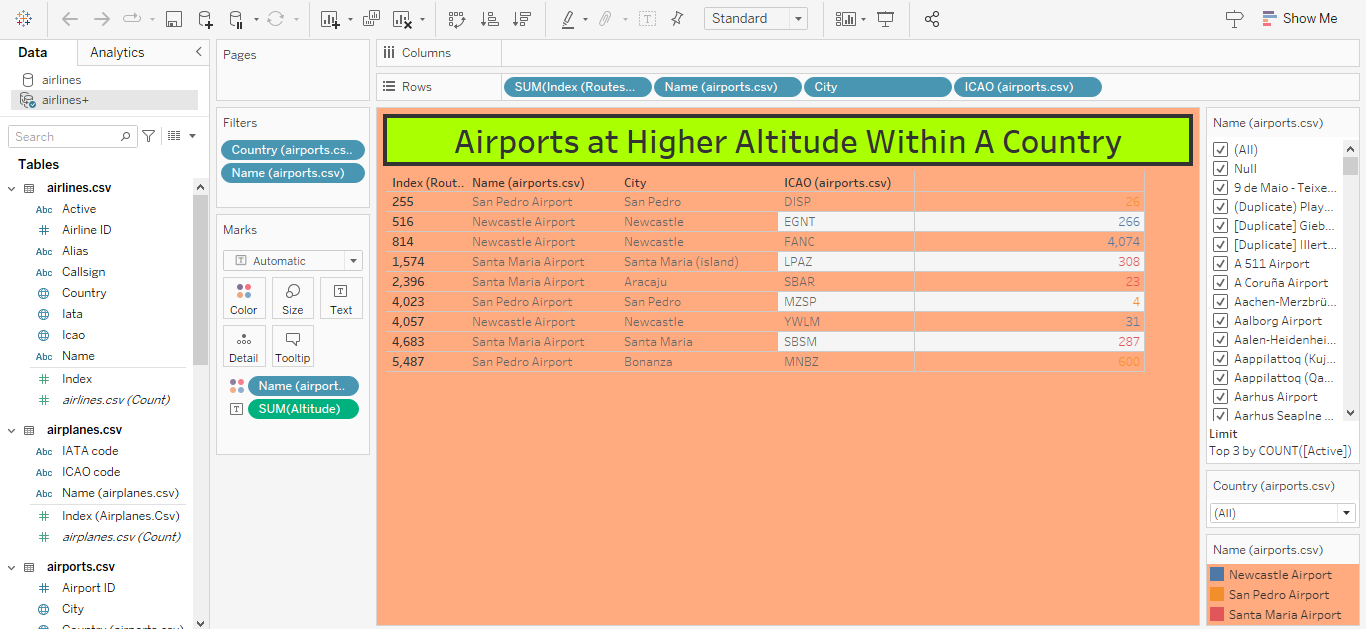 Standard
Show Me
Data
Analytics
airlines
airlines+
Search
Tables
airlines.csv
Abc Active
# Airline ID
Abc Alias
Abc Callsign
Country
Iata
Icao
Abc Name
# Index
# airlines.csv (Count)
airplanes.csv
Abc IATA code
Abc ICAO code
Abc Name (airplanes.csv)
# Index (Airplanes.Csv)
# airplanes.csv (Count)
airports.csv
# Airport ID
City
Country (airports.csv)
Pages
Filters
Country (airports.cs..
Name (airports.csv)
Marks
T Automatic
Color
Size
T
Text
Detail
Tooltip
Name (airport..
T SUM(Altitude)
Columns
Rows
SUM(Index (Routes... Name (airports.csv) City ICAO (airports.csv)
Airports at Higher Altitude Within A Country
Index (Rout.. Name (airports.csv) City ICAO (airports.csv)
255 San Pedro Airport San Pedro DISP 26
516 Newcastle Airport Newcastle EGNT 266
814 Newcastle Airport Newcastle FANC 4,074
1,574 Santa Maria Airport Santa Maria (island) LPAZ 308
2,396 Santa Maria Airport Aracaju SBAR 23
4,023 San Pedro Airport San Pedro MZSP 4
4,057 Newcastle Airport Newcastle YWLM 31
4,683 Santa Maria Airport Santa Maria SBSM 287
5,487 San Pedro Airport Bonanza MNBZ 600
Name (airports.csv)
(All)
Null
9 de Maio - Teixe...
(Duplicate) Play...
[Duplicate] Gieb...
[Duplicate] Illert...
A 511 Airport
A Coruña Airport
Aachen-Merzbrü...
Aalborg Airport
Aalen-Heidenhei...
Aappilattoq (Kuj...
Aappilattoq (Qa...
Aarhus Airport
Aarhus Seaplne ...
Limit
Top 3 by COUNT([Active])
Country (airports.csv)
(All)
Name (airports.csv)
Newcastle Airport
San Pedro Airport
Santa Maria Airport